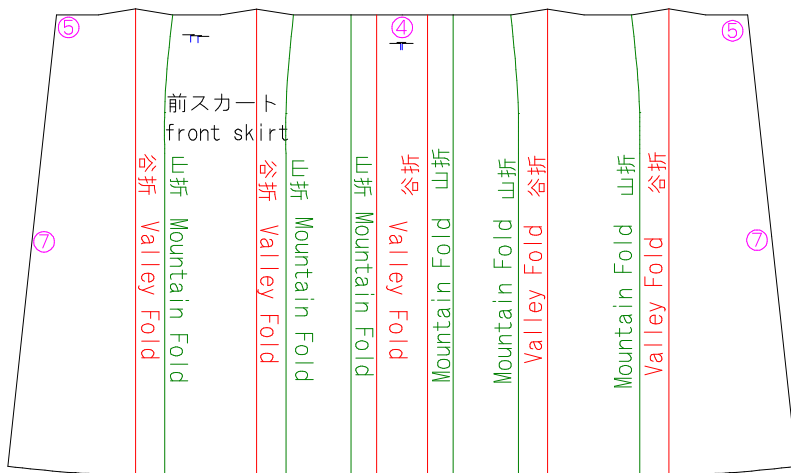 ⑤
④
⑤
前スカート
front skirt
谷折 Valley Fold
山折 Mountain Fold
谷折 Valley Fold
山折 Mountain Fold
山折 Mountain Fold
谷折 Valley Fold
山折 Mountain Fold
山折 Mountain Fold
谷折 Valley Fold
山折 Mountain Fold
谷折 Valley Fold
⑦
⑦